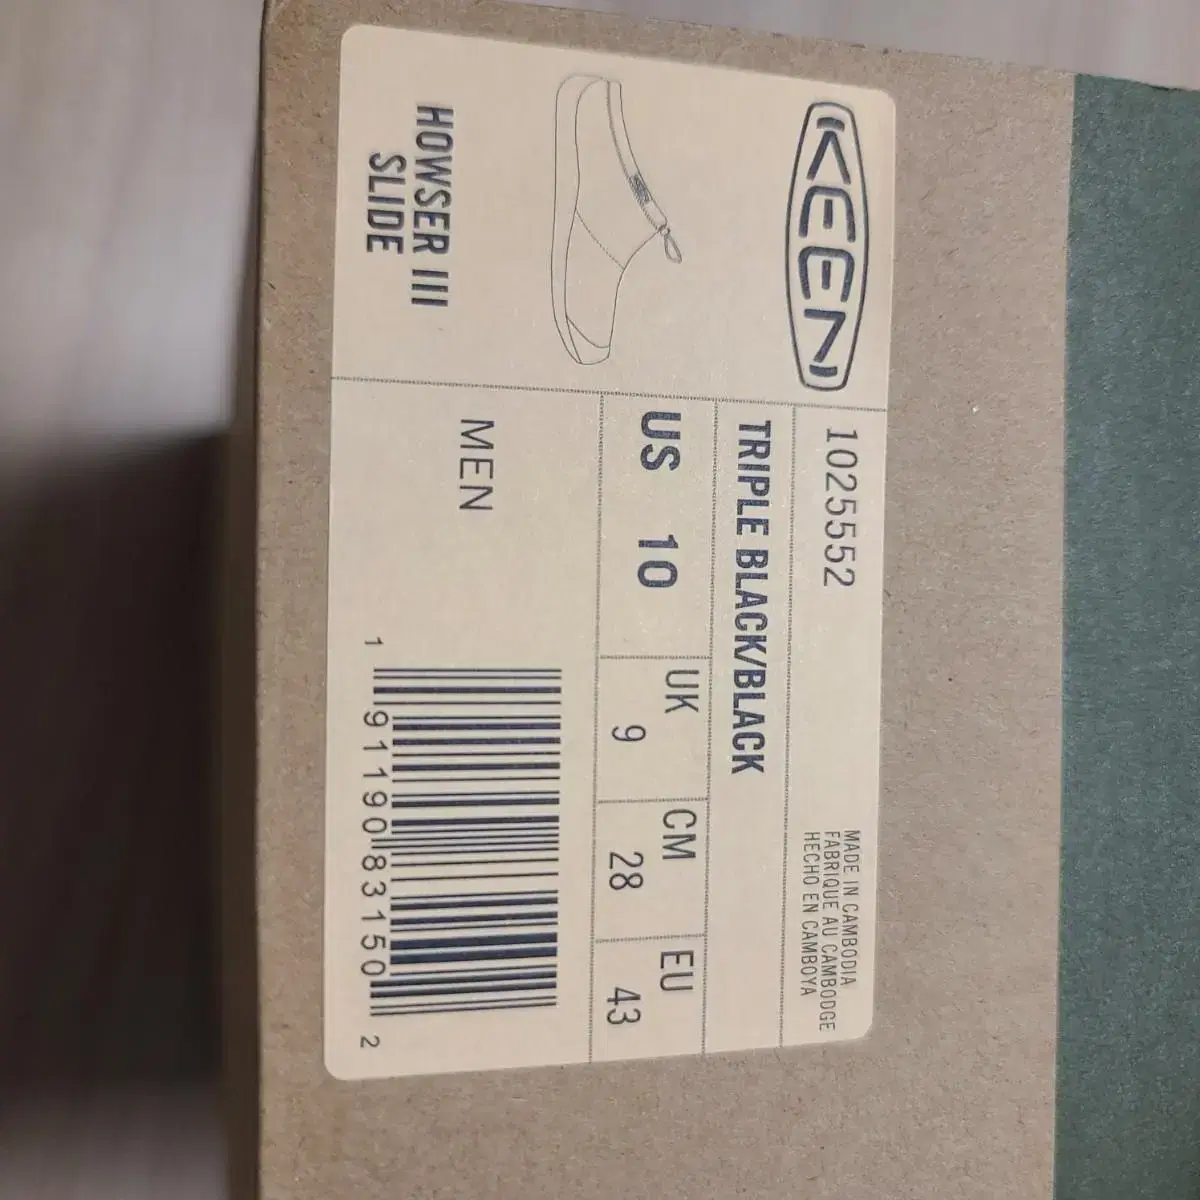 KEEN
HOWSER III
SLIDE
1025552
MADE IN CAMBODIA
FABRIQUE AU CAMBODGE
HECHO EN CAMBOYA
TRIPLE BLACK/BLACK
US 10
UK
9
CM
28
EU
43
MEN
1 91190 83150 2